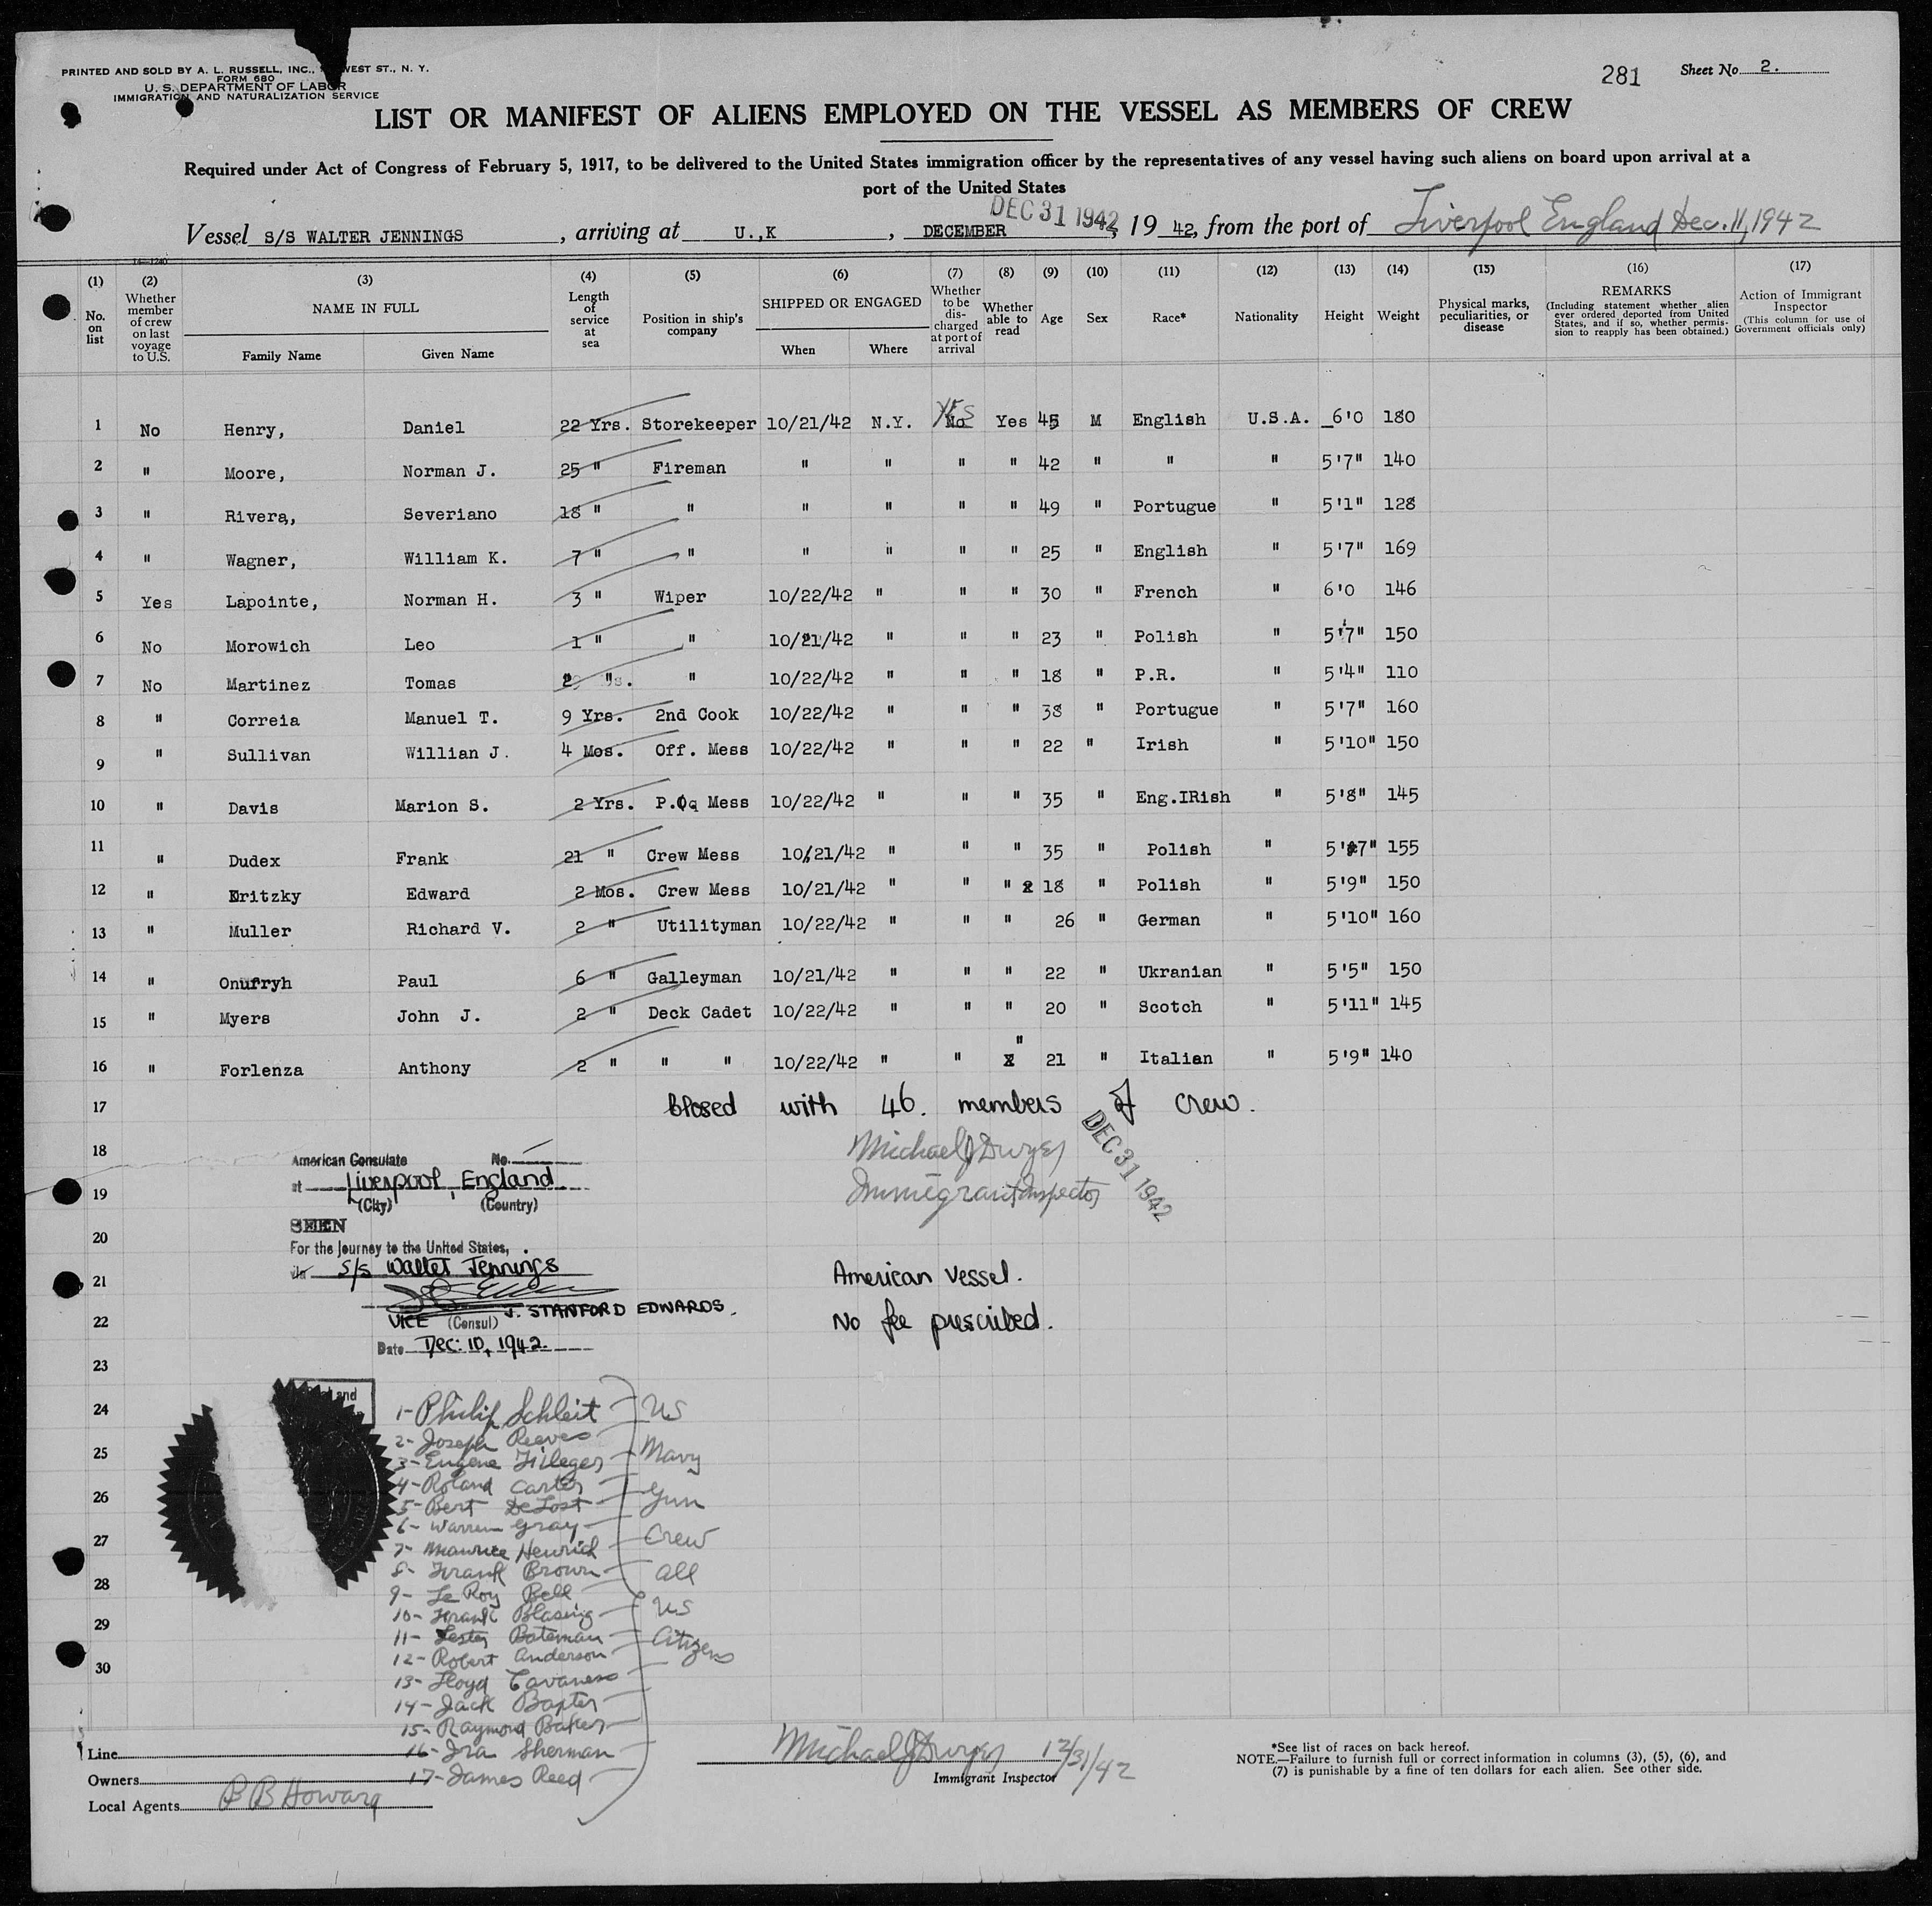 PRINTED AND SOLD BY A. L. RUSSELL, INC., WEST ST., N. Y.
FORM 680
U. S. DEPARTMENT OF LABOR
IMMIGRATION AND NATURALIZATION SERVICE
281
Sheet No. 2.
LIST OR MANIFEST OF ALIENS EMPLOYED ON THE VESSEL AS MEMBERS OF CREW
Required under Act of Congress of February 5, 1917, to be delivered to the United States immigration officer by the representatives of any vessel having such aliens on board upon arrival at a
port of the United States
DEC 31 1942
Vessel S/S WALTER JENNINGS, arriving at U.,K, DECEMBER, 19 42, from the port of Liverpool England Dec. 11, 1942
14-1240
(1) (2) (3) (4) (5) (6) (7) (8) (9) (10) (11) (12) (13) (14) (15) (16) (17)
No. on list
Whether member of crew on last voyage to U.S.
NAME IN FULL
Family Name Given Name
Length of service at sea
Position in ship's company
SHIPPED OR ENGAGED
When Where
Whether to be discharged at port of arrival
Whether able to read
Age Sex Race* Nationality Height Weight
Physical marks, peculiarities, or disease
REMARKS
(Including statement whether alien ever ordered deported from United States, and if so, whether permission to reapply has been obtained.)
Action of Immigrant Inspector
(This column for use of Government officials only)
YES
1 No Henry, Daniel 22 Yrs. Storekeeper 10/21/42 N.Y. No Yes 45 M English U.S.A. 6'0 180
2 " Moore, Norman J. 25 " Fireman " " " " 42 " " " 5'7" 140
3 " Rivera, Severiano 18 " " " " " " 49 " Portugue " 5'1" 128
4 " Wagner, William K. 7 " " " " " " 25 " English " 5'7" 169
5 Yes Lapointe, Norman H. 3 " Wiper 10/22/42 " " " 30 " French " 6'0 146
6 No Morowich Leo 1 " " 10/21/42 " " " 23 " Polish " 5'7" 150
7 No Martinez Tomas 2 " " 10/22/42 " " " 18 " P.R. " 5'4" 110
8 " Correia Manuel T. 9 Yrs. 2nd Cook 10/22/42 " " " 38 " Portugue " 5'7" 160
9 " Sullivan Willian J. 4 Mos. Off. Mess 10/22/42 " " " 22 " Irish " 5'10" 150
10 " Davis Marion S. 2 Yrs. P.O. Mess 10/22/42 " " " 35 " Eng.IRish " 5'8" 145
11 " Dudex Frank 21 " Crew Mess 10/21/42 " " " 35 " Polish " 5'7" 155
12 " Eritzky Edward 2 Mos. Crew Mess 10/21/42 " " " 18 " Polish " 5'9" 150
13 " Muller Richard V. 2 " Utilityman 10/22/42 " " " 26 " German " 5'10" 160
14 " Onufryh Paul 6 " Galleyman 10/21/42 " " " 22 " Ukranian " 5'5" 150
15 " Myers John J. 2 " Deck Cadet 10/22/42 " " " 20 " Scotch " 5'11" 145
16 " Forlenza Anthony 2 " " " 10/22/42 " " " 21 " Italian " 5'9" 140
17 Closed with 46. members of crew.
18
19
20
21
22
23
24
25
26
27
28
29
30
Michael J Dwyer
Immigrant Inspector
DEC 31 1942
American Consulate No.
at Liverpool, England
(City) (Country)
SEEN
For the journey to the United States,
via S/s Walter Jennings
J. STANFORD EDWARDS.
VICE (Consul)
Date Dec: 10, 1942.
American Vessel.
No fee prescribed.
1- Philip Schleit
2- Joseph Reeves
3- Eugene Filleger
4- Roland Carter
5- Bert DeLost
6- Warren Gray
7- Maurice Henrich
8- Frank Brown
9- Le Roy Bell
10- Frank Blasing
11- Lester Bateman
12- Robert Anderson
13- Floyd Cavaness
14- Jack Baxter
15- Raymond Baker
16- Ira Sherman
17- James Reed
US
Navy
Gun
Crew
all
US
Citizens
Line
Owners
Local Agents P B Howard
Michael J Dwyer 12/31/42
Immigrant Inspector
*See list of races on back hereof.
NOTE.—Failure to furnish full or correct information in columns (3), (5), (6), and
(7) is punishable by a fine of ten dollars for each alien. See other side.